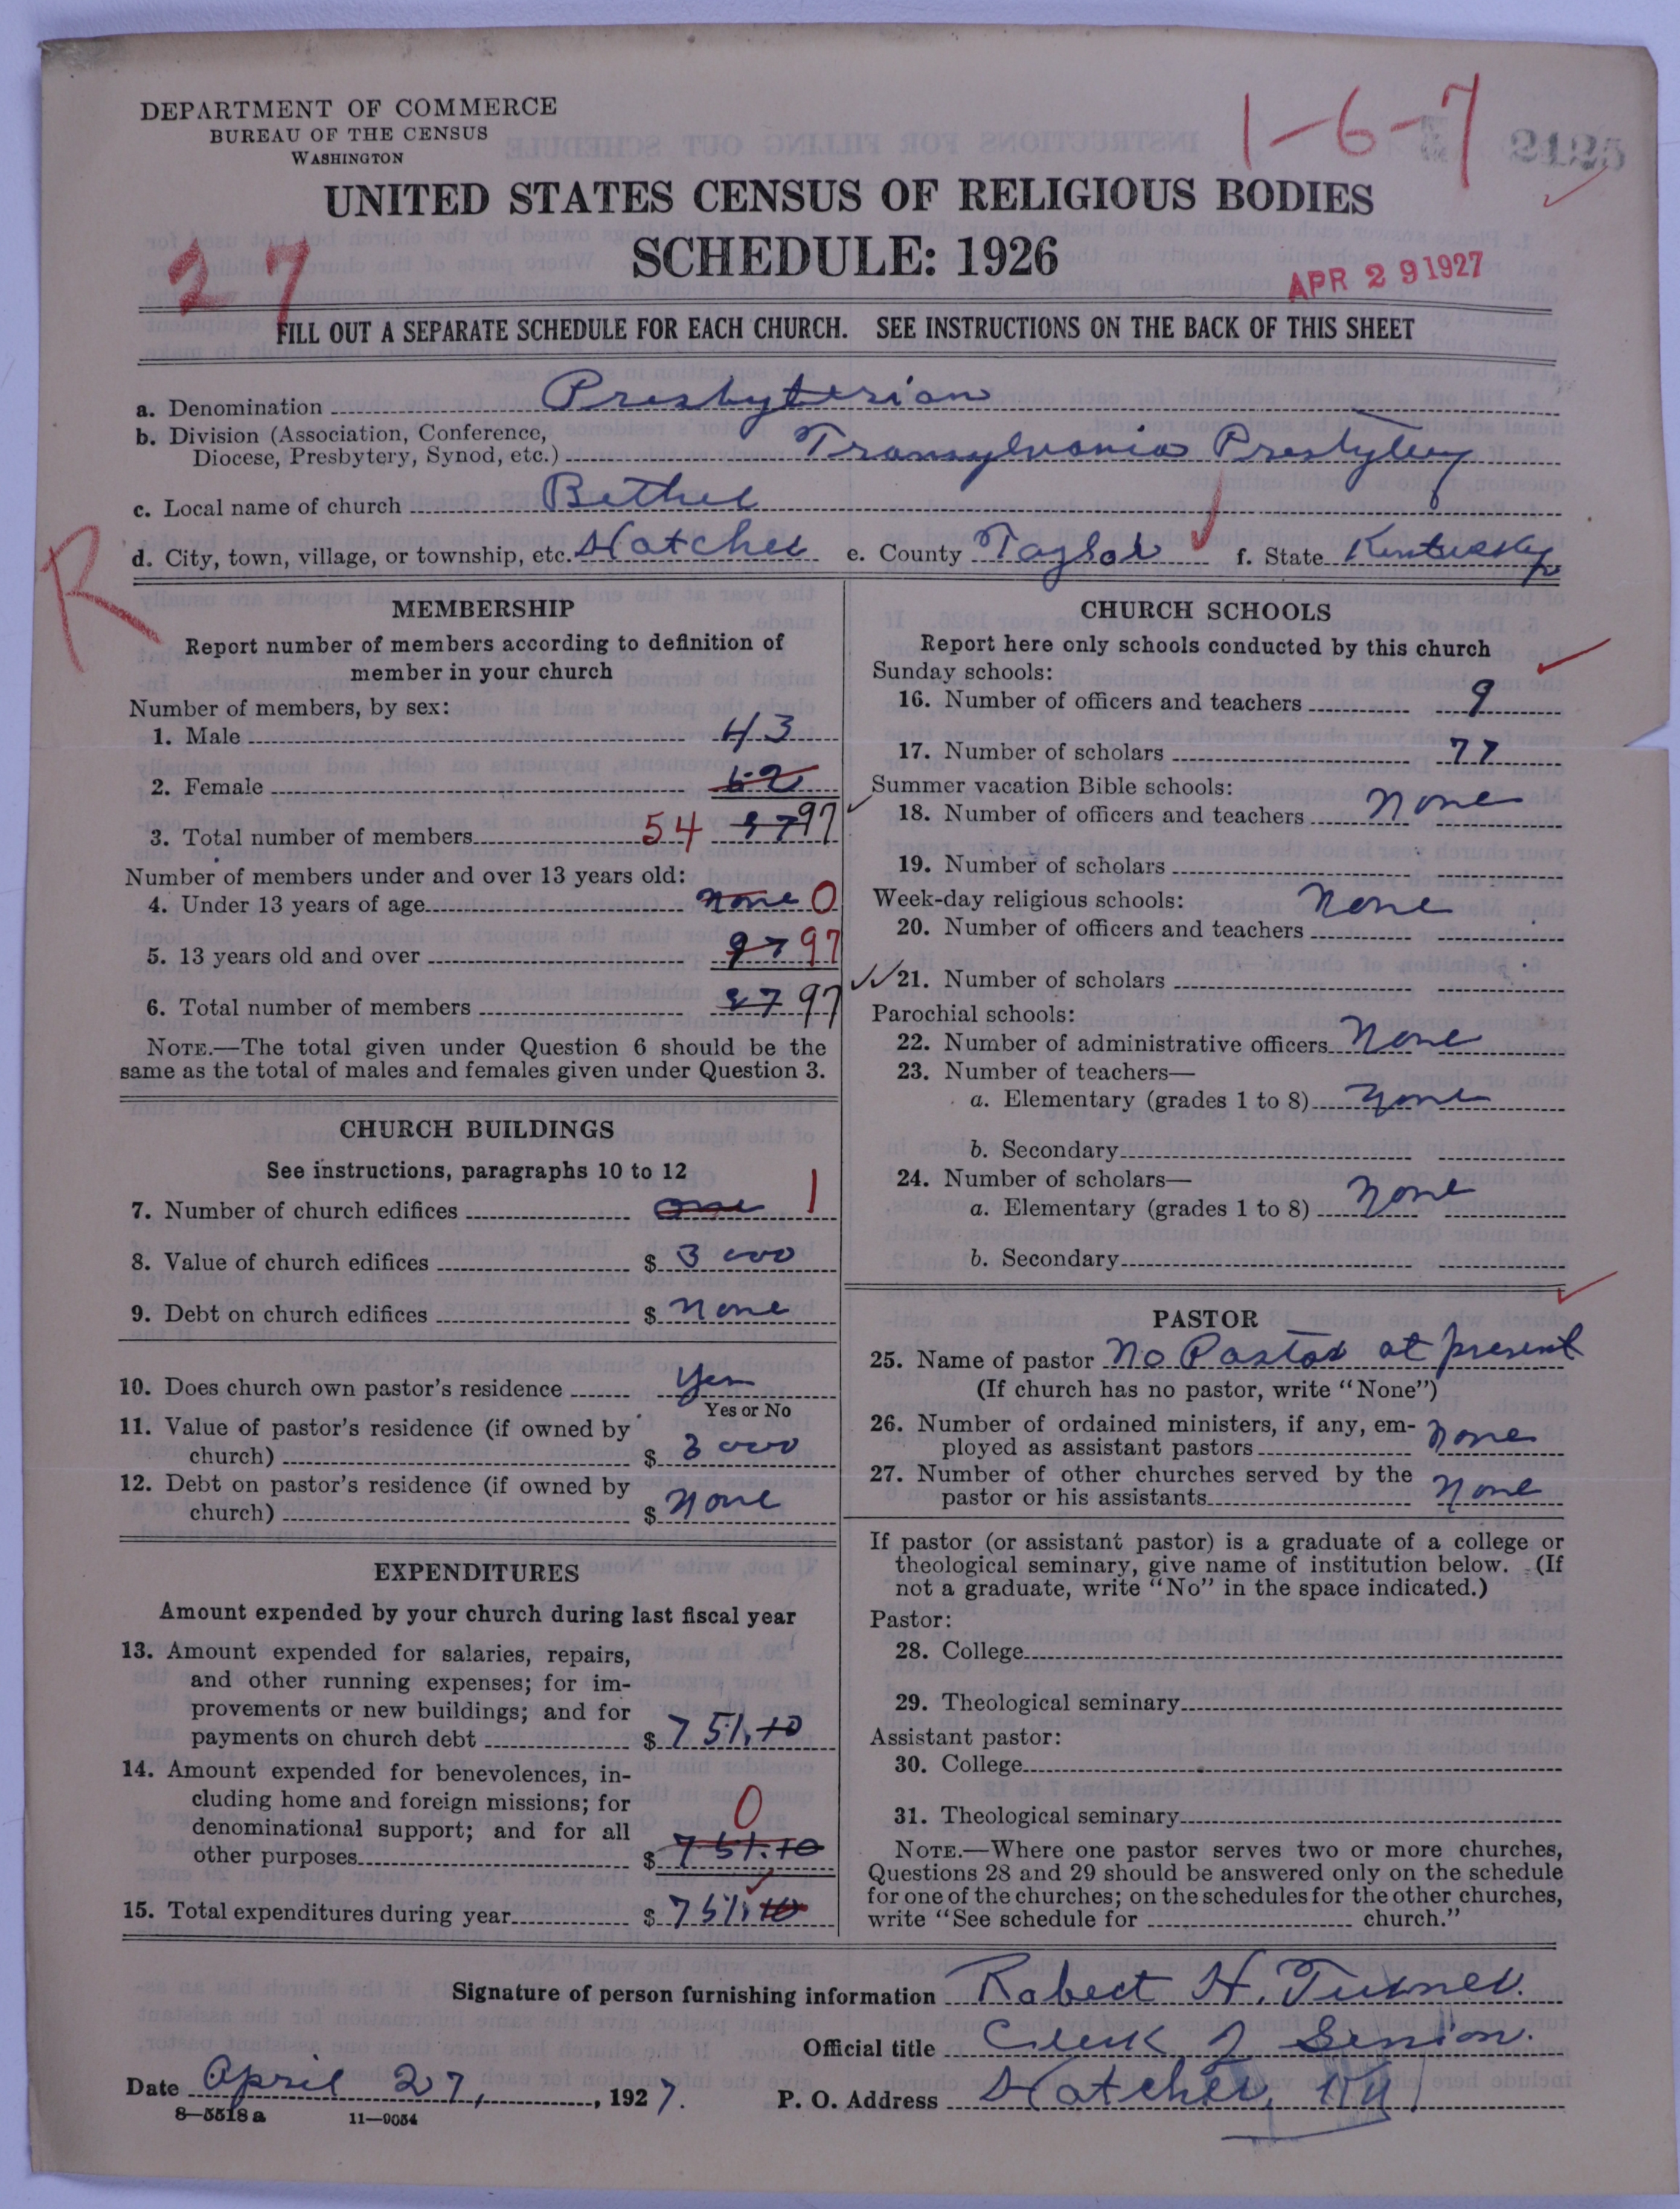 DEPARTMENT OF COMMERCE
BUREAU OF THE CENSUS
WASHINGTON
1-6-7
2125
UNITED STATES CENSUS OF RELIGIOUS BODIES
SCHEDULE: 1926
27
APR 29 1927
FILL OUT A SEPARATE SCHEDULE FOR EACH CHURCH. SEE INSTRUCTIONS ON THE BACK OF THIS SHEET
a. Denomination Presbyterian
b. Division (Association, Conference,
Diocese, Presbytery, Synod, etc.) Transylvania Presbytery
c. Local name of church Bethel
d. City, town, village, or township, etc. Hatcher e. County Taylor f. State Kentucky
R
MEMBERSHIP
Report number of members according to definition of
member in your church
Number of members, by sex:
1. Male 43
2. Female
3. Total number of members 54 97
Number of members under and over 13 years old:
4. Under 13 years of age none 0
5. 13 years old and over 97 97
6. Total number of members 97
NOTE.—The total given under Question 6 should be the
same as the total of males and females given under Question 3.
CHURCH BUILDINGS
See instructions, paragraphs 10 to 12
7. Number of church edifices one 1
8. Value of church edifices $ 3000
9. Debt on church edifices $ none
10. Does church own pastor's residence Yes
Yes or No
11. Value of pastor's residence (if owned by
church) $ 3000
12. Debt on pastor's residence (if owned by
church) $ none
EXPENDITURES
Amount expended by your church during last fiscal year
13. Amount expended for salaries, repairs,
and other running expenses; for im-
provements or new buildings; and for
payments on church debt $ 751.10
14. Amount expended for benevolences, in-
cluding home and foreign missions; for
denominational support; and for all 0
other purposes $ 751.10
15. Total expenditures during year $ 751.10
CHURCH SCHOOLS
Report here only schools conducted by this church
Sunday schools:
16. Number of officers and teachers 9
17. Number of scholars 77
Summer vacation Bible schools:
18. Number of officers and teachers none
19. Number of scholars
Week-day religious schools: None
20. Number of officers and teachers
21. Number of scholars
Parochial schools:
22. Number of administrative officers None
23. Number of teachers—
a. Elementary (grades 1 to 8) none
b. Secondary
24. Number of scholars—
a. Elementary (grades 1 to 8) none
b. Secondary
PASTOR
25. Name of pastor No Pastor at present
(If church has no pastor, write "None")
26. Number of ordained ministers, if any, em-
ployed as assistant pastors none
27. Number of other churches served by the
pastor or his assistants none
If pastor (or assistant pastor) is a graduate of a college or
theological seminary, give name of institution below. (If
not a graduate, write "No" in the space indicated.)
Pastor:
28. College
29. Theological seminary
Assistant pastor:
30. College
31. Theological seminary
NOTE.—Where one pastor serves two or more churches,
Questions 28 and 29 should be answered only on the schedule
for one of the churches; on the schedules for the other churches,
write "See schedule for church."
Signature of person furnishing information Robert H. Turner.
Official title Clerk of Session.
Date April 27, 1927. P. O. Address Hatcher, Ky
8-5518 a 11-9054